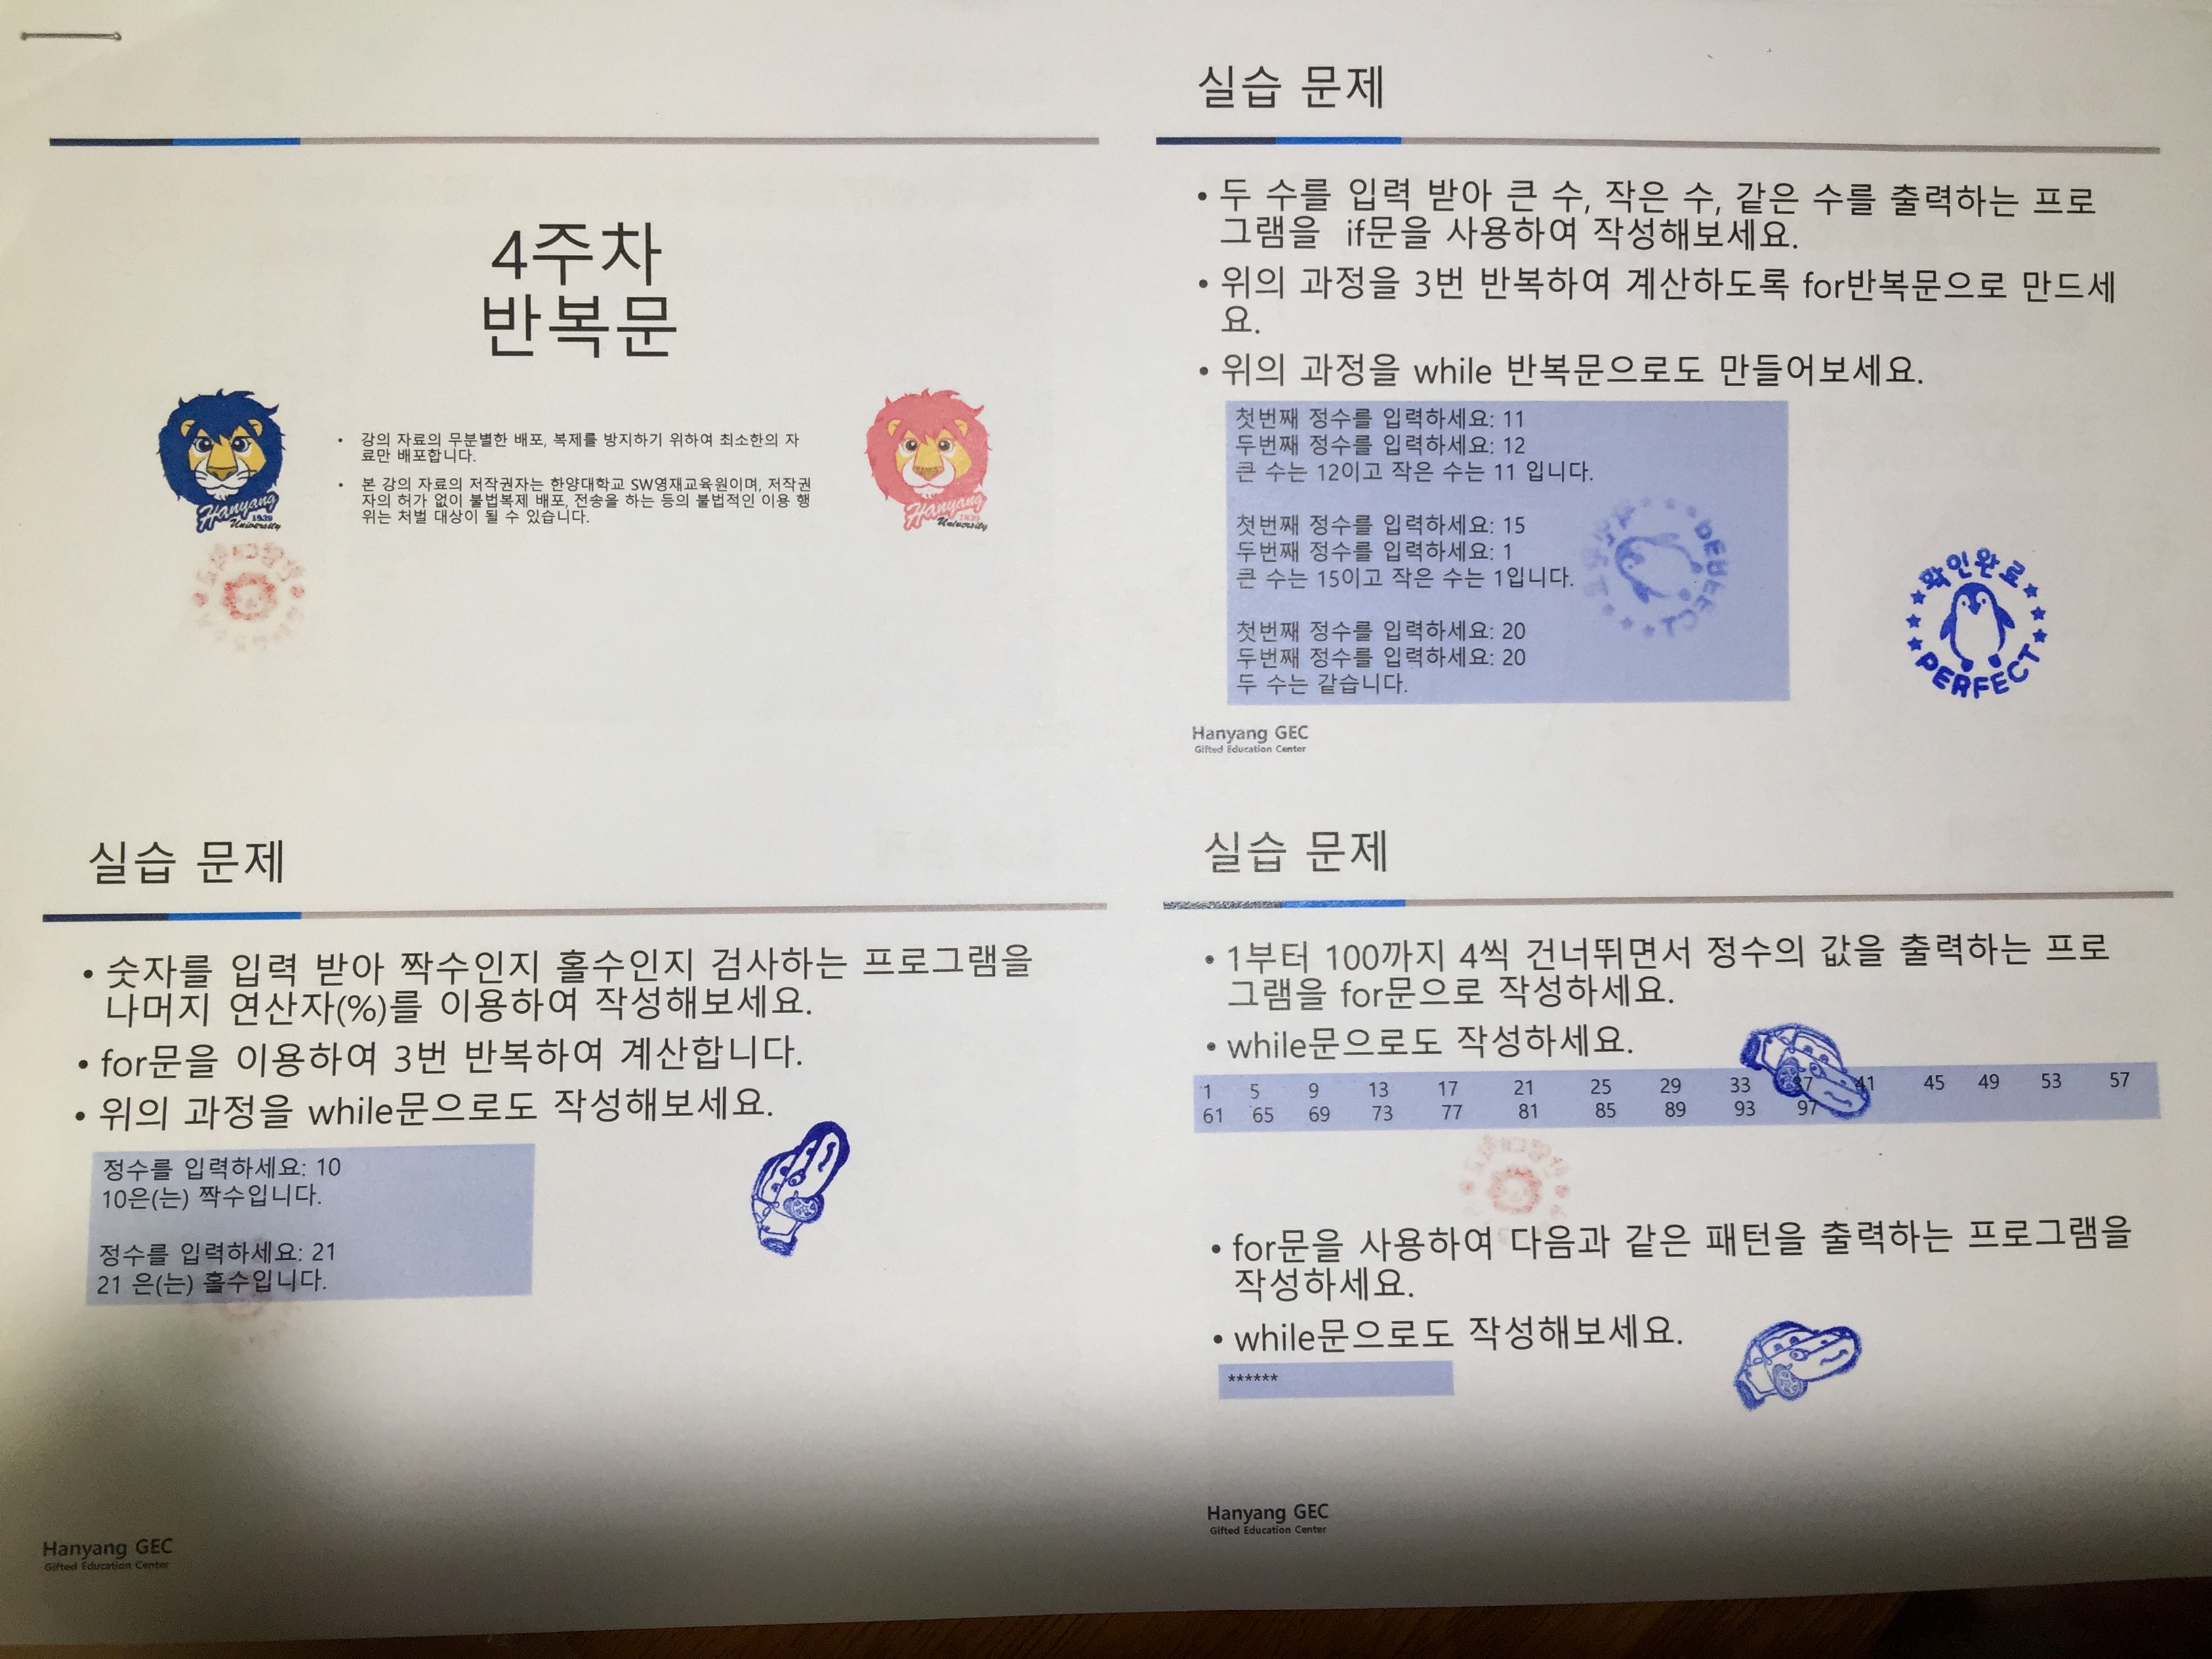 4주차
반복문
• 강의 자료의 무분별한 배포, 복제를 방지하기 위하여 최소한의 자
료만 배포합니다.
• 본 강의 자료의 저작권자는 한양대학교 SW영재교육원이며, 저작권
자의 허가 없이 불법복제 배포, 전송을 하는 등의 불법적인 이용 행
위는 처벌 대상이 될 수 있습니다.
Hanyang
1939
University
Hanyang
1939
University
실습 문제
• 두 수를 입력 받아 큰 수, 작은 수, 같은 수를 출력하는 프로
그램을 if문을 사용하여 작성해보세요.
• 위의 과정을 3번 반복하여 계산하도록 for반복문으로 만드세
요.
• 위의 과정을 while 반복문으로도 만들어보세요.
첫번째 정수를 입력하세요: 11
두번째 정수를 입력하세요: 12
큰 수는 12이고 작은 수는 11 입니다.
첫번째 정수를 입력하세요: 15
두번째 정수를 입력하세요: 1
큰 수는 15이고 작은 수는 1입니다.
첫번째 정수를 입력하세요: 20
두번째 정수를 입력하세요: 20
두 수는 같습니다.
PERFECT
확인완료
PERFECT
Hanyang GEC
Gifted Education Center
실습 문제
• 숫자를 입력 받아 짝수인지 홀수인지 검사하는 프로그램을
나머지 연산자(%)를 이용하여 작성해보세요.
• for문을 이용하여 3번 반복하여 계산합니다.
• 위의 과정을 while문으로도 작성해보세요.
정수를 입력하세요: 10
10은(는) 짝수입니다.
정수를 입력하세요: 21
21 은(는) 홀수입니다.
Hanyang GEC
Gifted Education Center
실습 문제
• 1부터 100까지 4씩 건너뛰면서 정수의 값을 출력하는 프로
그램을 for문으로 작성하세요.
• while문으로도 작성하세요.
1 5 9 13 17 21 25 29 33 37 41 45 49 53 57
61 65 69 73 77 81 85 89 93 97
• for문을 사용하여 다음과 같은 패턴을 출력하는 프로그램을
작성하세요.
• while문으로도 작성해보세요.
******
Hanyang GEC
Gifted Education Center